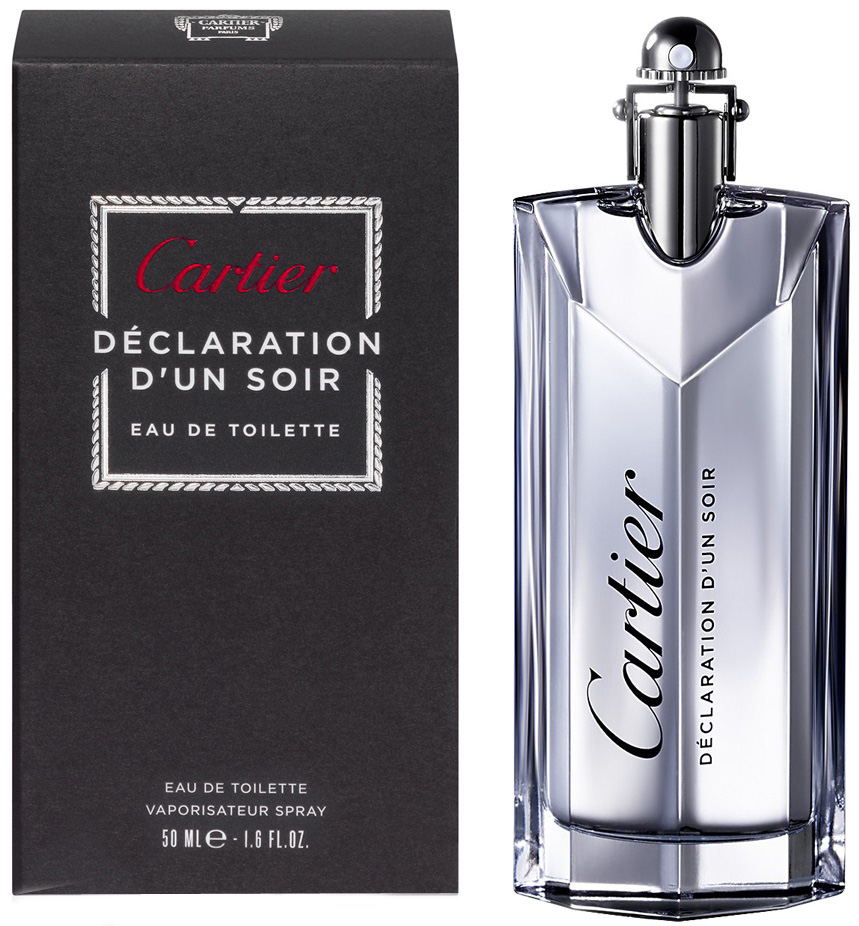 CARTIER
PARFUMS
PARIS
Cartier
DÉCLARATION
D'UN SOIR
EAU DE TOILETTE
EAU DE TOILETTE
VAPORISATEUR SPRAY
50 ML e - 1.6 FL.OZ.
Cartier
DÉCLARATION D'UN SOIR